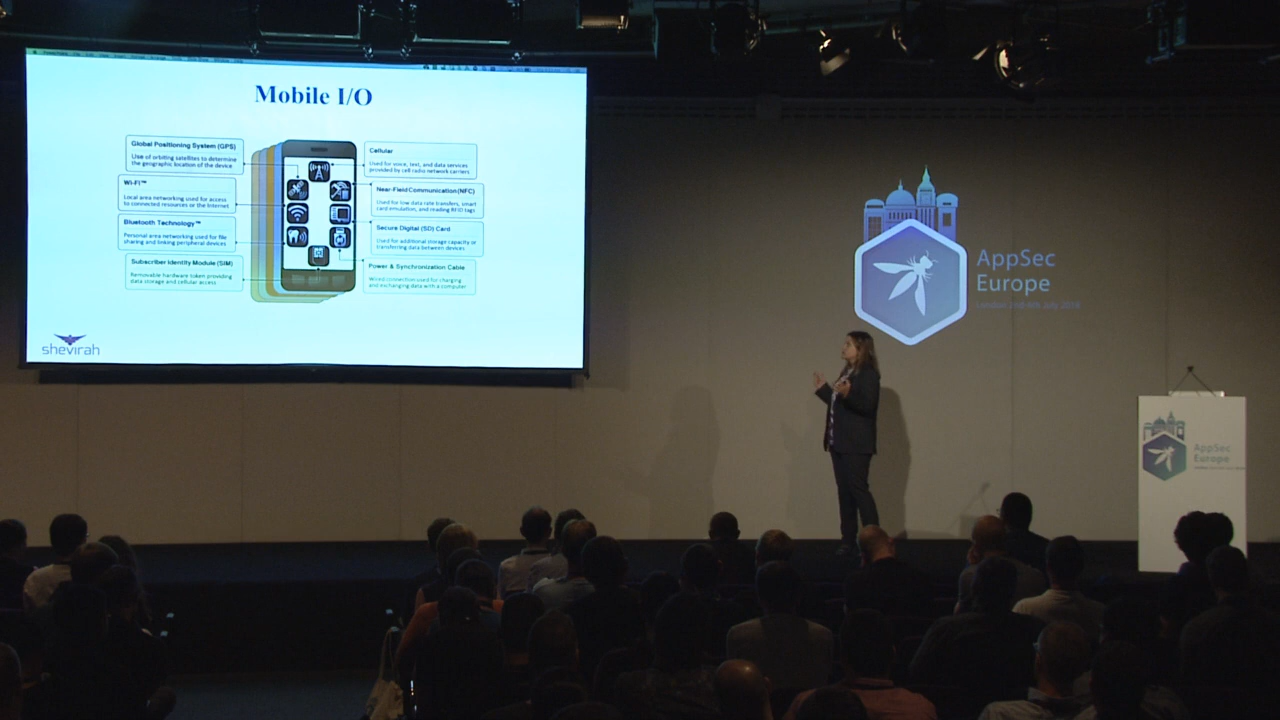 Mobile I/O
Global Positioning System (GPS)
Use of orbiting satellites to determine
the geographic location of the device
Wi-Fi™
Local area networking used for access
to connected resources or the Internet
Bluetooth Technology™
Personal area networking used for file
sharing and linking peripheral devices
Subscriber Identity Module (SIM)
Removable hardware token providing
data storage and cellular access
Cellular
Used for voice, text, and data services
provided by cell radio network carriers
Near-Field Communication (NFC)
Used for low data rate transfers, smart
card emulation, and reading RFID tags
Secure Digital (SD) Card
Used for additional storage capacity or
transferring data between devices
Power & Synchronization Cable
Wired connection used for charging
and exchanging data with a computer
shevirah
AppSec
Europe
London 2nd-6th July 2018
AppSec
Europe